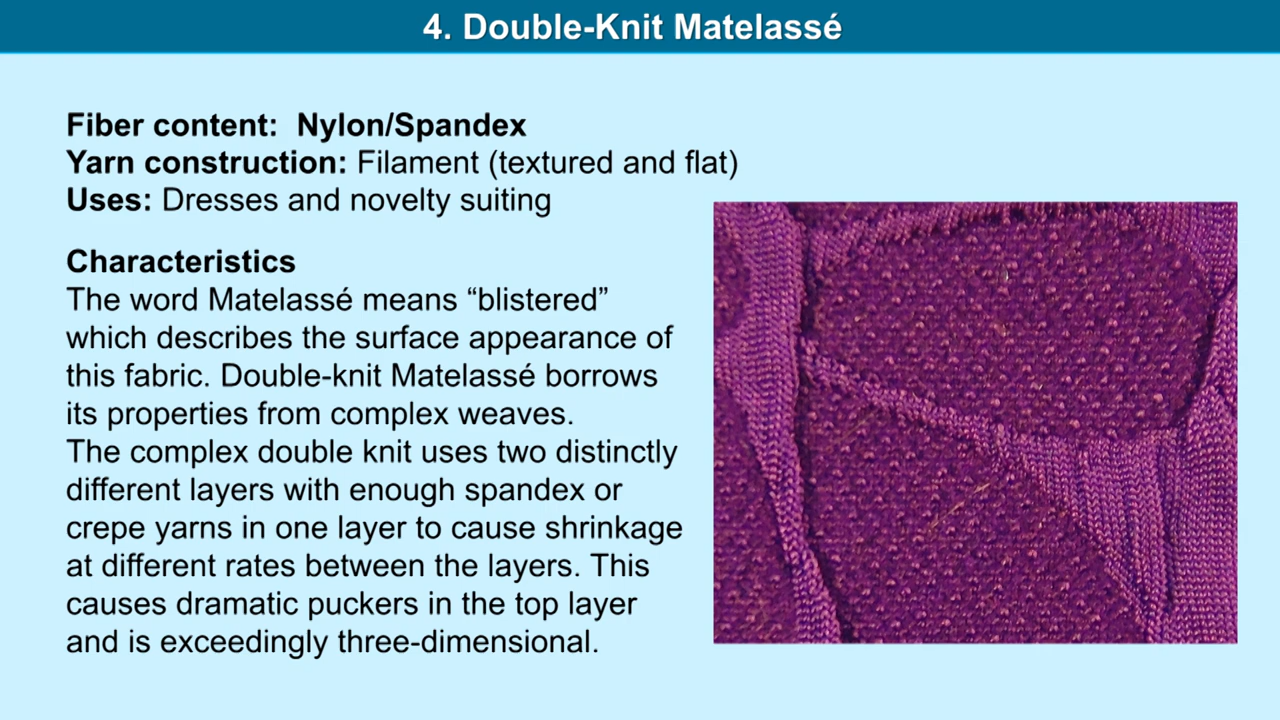 4. Double-Knit Matelassé
Fiber content: Nylon/Spandex
Yarn construction: Filament (textured and flat)
Uses: Dresses and novelty suiting
Characteristics
The word Matelassé means “blistered”
which describes the surface appearance of
this fabric. Double-knit Matelassé borrows
its properties from complex weaves.
The complex double knit uses two distinctly
different layers with enough spandex or
crepe yarns in one layer to cause shrinkage
at different rates between the layers. This
causes dramatic puckers in the top layer
and is exceedingly three-dimensional.